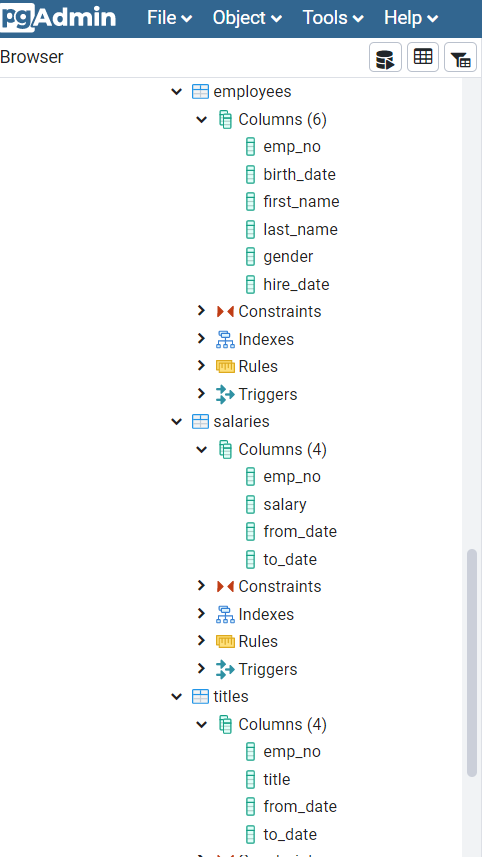 pgAdmin File Object Tools Help
Browser
employees
Columns (6)
emp_no
birth_date
first_name
last_name
gender
hire_date
Constraints
Indexes
Rules
Triggers
salaries
Columns (4)
emp_no
salary
from_date
to_date
Constraints
Indexes
Rules
Triggers
titles
Columns (4)
emp_no
title
from_date
to_date